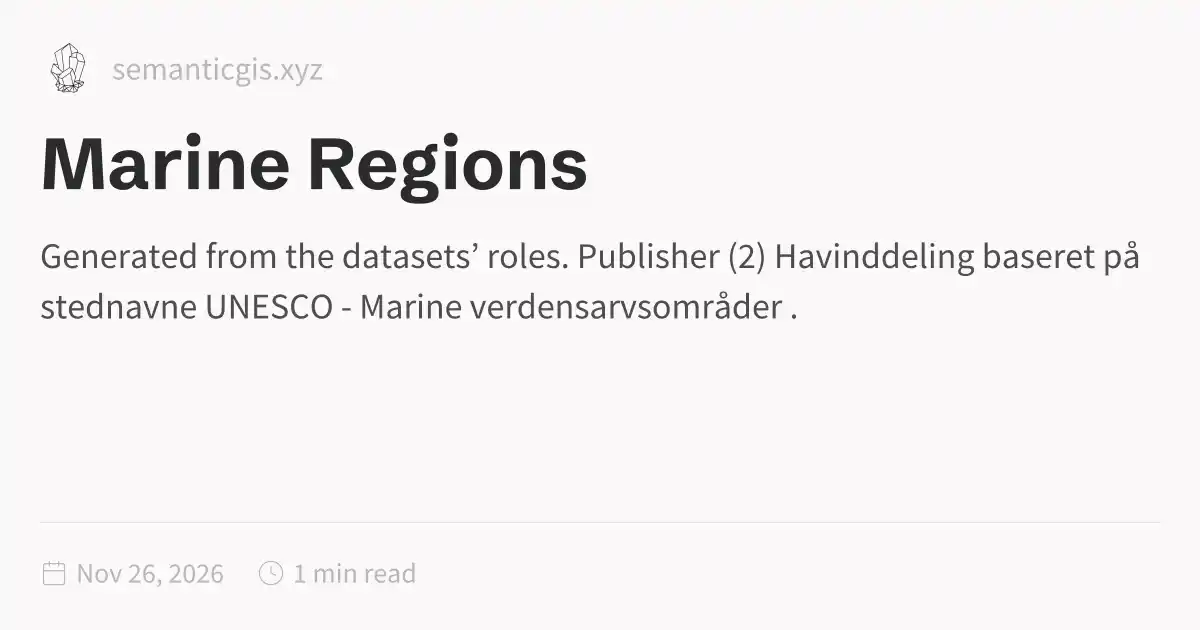 semanticgis.xyz
Marine Regions
Generated from the datasets’ roles. Publisher (2) Havinddeling baseret på
stednavne UNESCO - Marine verdensarvsområder .
Nov 26, 2026
1 min read